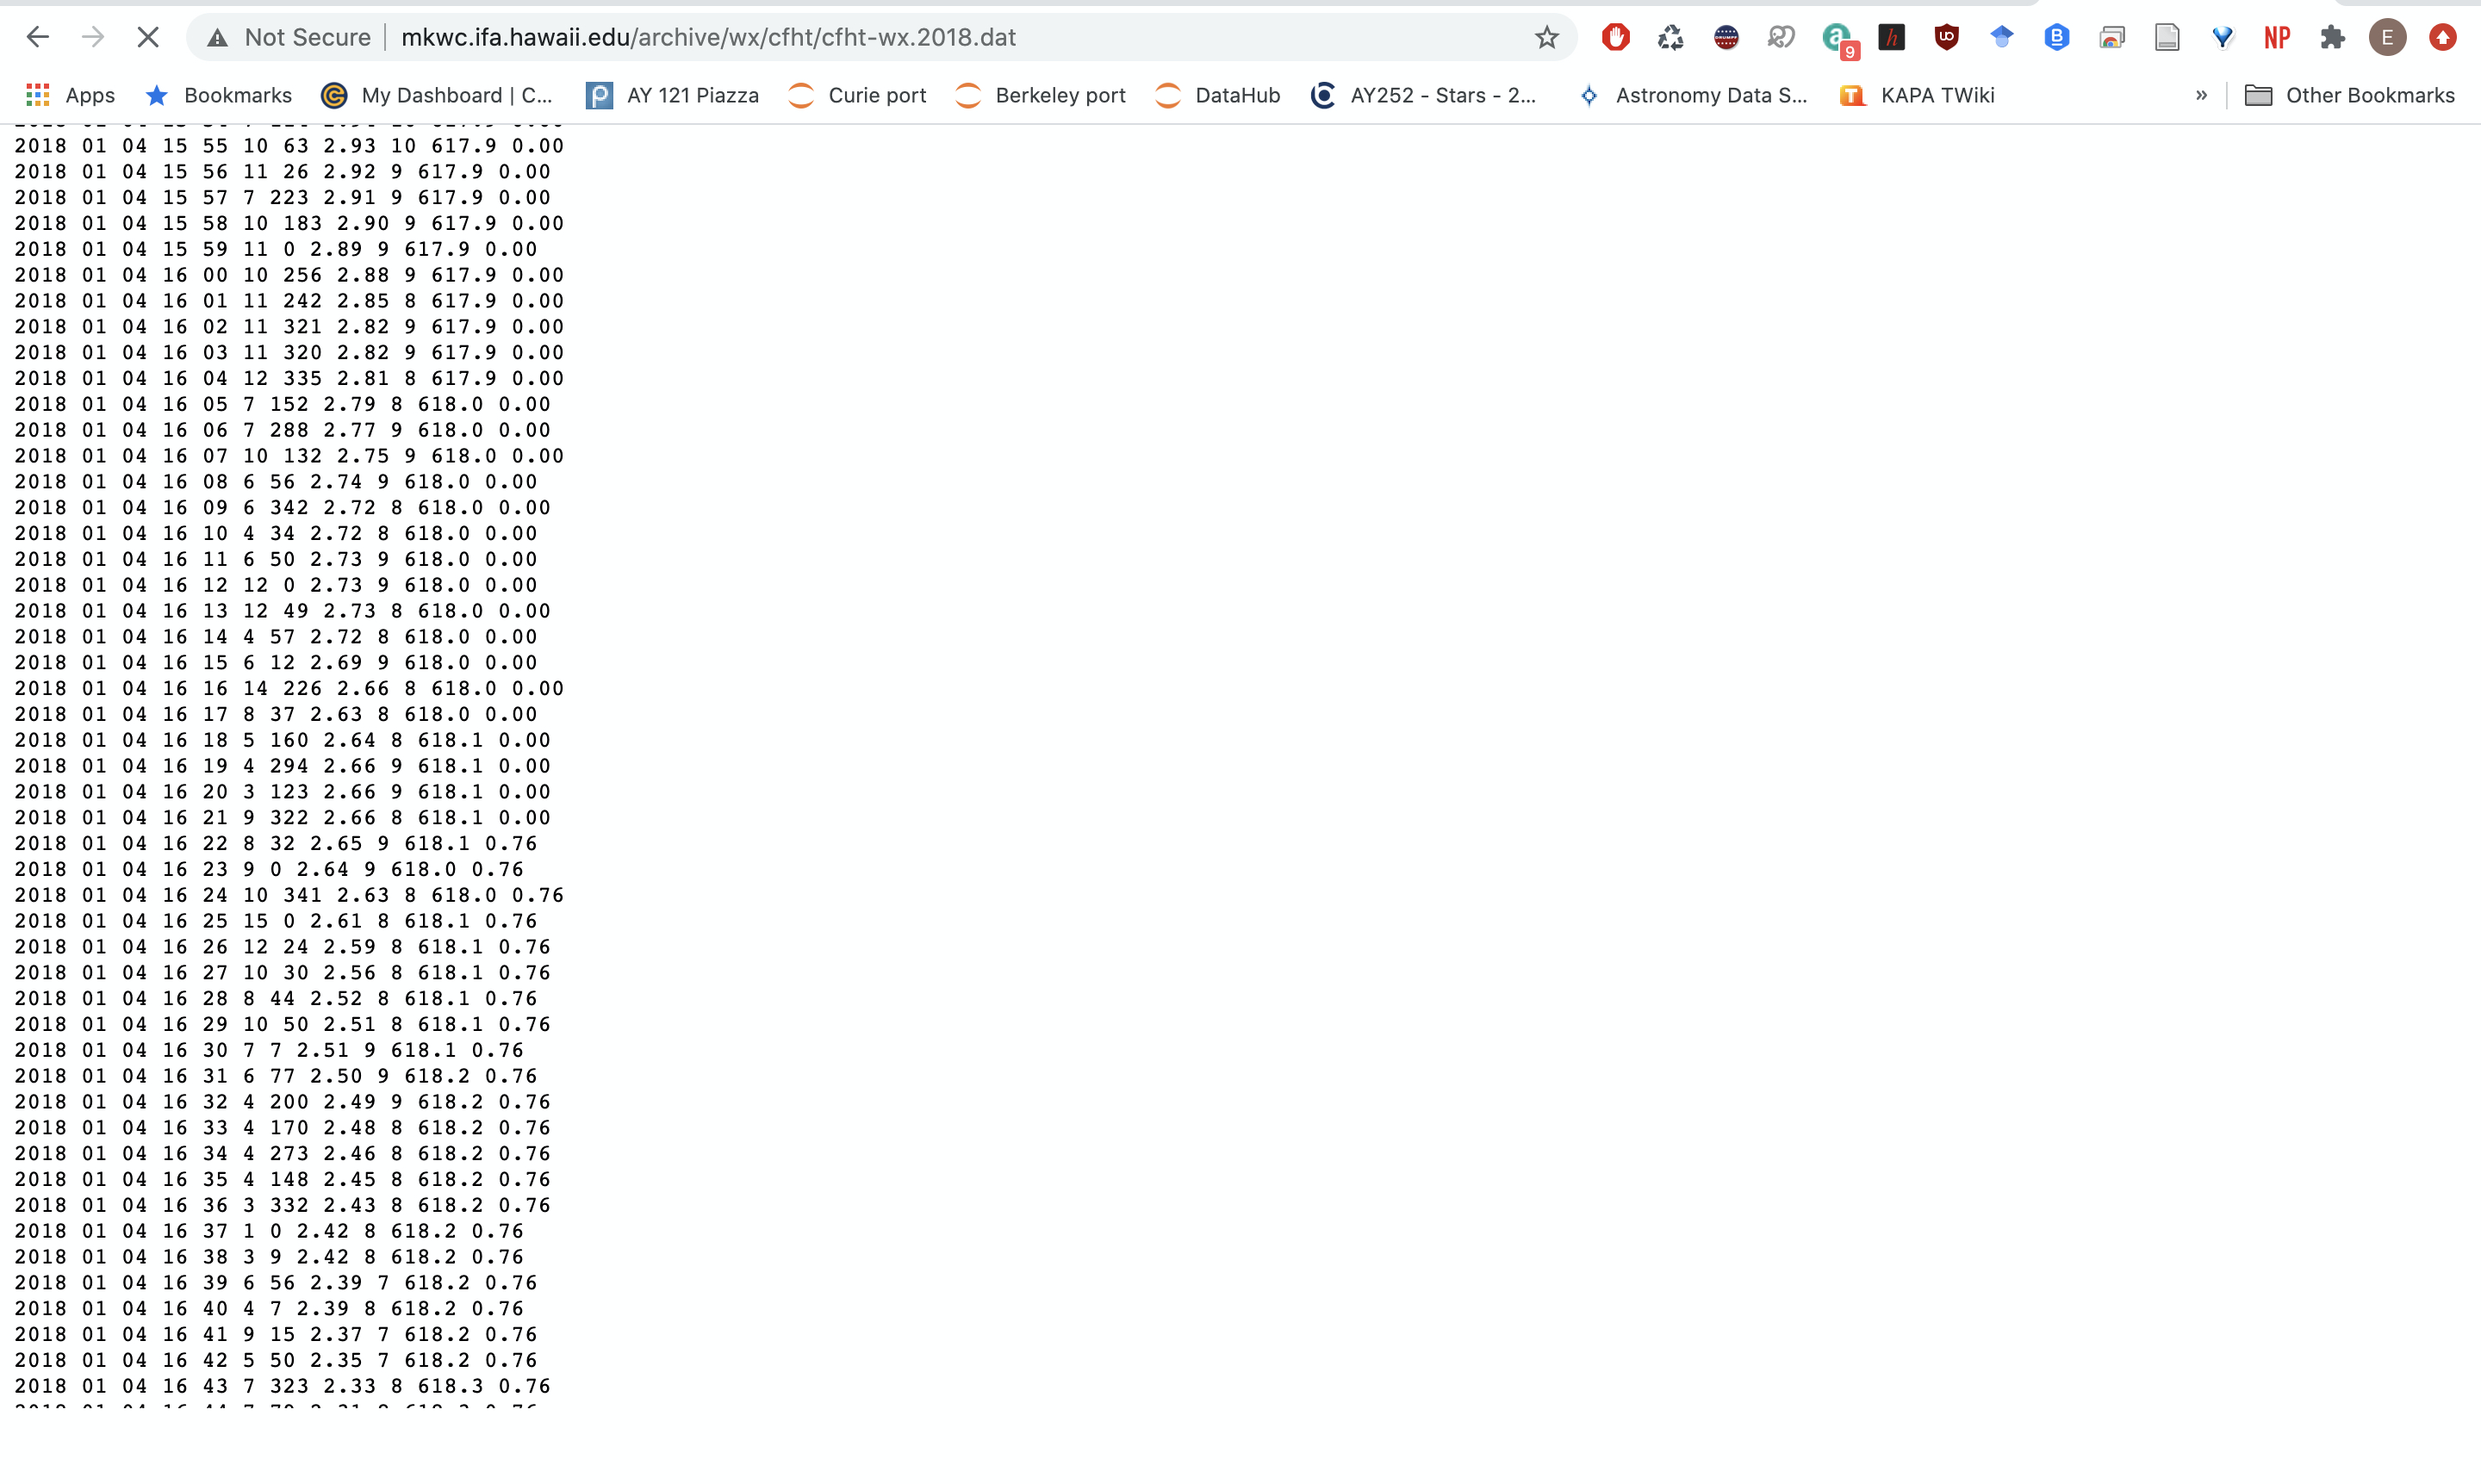 Not Secure mkwc.ifa.hawaii.edu/archive/wx/cfht/cfht-wx.2018.dat 9 NP E
Apps Bookmarks My Dashboard | C... AY 121 Piazza Curie port Berkeley port DataHub AY252 - Stars - 2... Astronomy Data S... KAPA TWiki » Other Bookmarks
2018 01 04 15 55 10 63 2.93 10 617.9 0.00
2018 01 04 15 56 11 26 2.92 9 617.9 0.00
2018 01 04 15 57 7 223 2.91 9 617.9 0.00
2018 01 04 15 58 10 183 2.90 9 617.9 0.00
2018 01 04 15 59 11 0 2.89 9 617.9 0.00
2018 01 04 16 00 10 256 2.88 9 617.9 0.00
2018 01 04 16 01 11 242 2.85 8 617.9 0.00
2018 01 04 16 02 11 321 2.82 9 617.9 0.00
2018 01 04 16 03 11 320 2.82 9 617.9 0.00
2018 01 04 16 04 12 335 2.81 8 617.9 0.00
2018 01 04 16 05 7 152 2.79 8 618.0 0.00
2018 01 04 16 06 7 288 2.77 9 618.0 0.00
2018 01 04 16 07 10 132 2.75 9 618.0 0.00
2018 01 04 16 08 6 56 2.74 9 618.0 0.00
2018 01 04 16 09 6 342 2.72 8 618.0 0.00
2018 01 04 16 10 4 34 2.72 8 618.0 0.00
2018 01 04 16 11 6 50 2.73 9 618.0 0.00
2018 01 04 16 12 12 0 2.73 9 618.0 0.00
2018 01 04 16 13 12 49 2.73 8 618.0 0.00
2018 01 04 16 14 4 57 2.72 8 618.0 0.00
2018 01 04 16 15 6 12 2.69 9 618.0 0.00
2018 01 04 16 16 14 226 2.66 8 618.0 0.00
2018 01 04 16 17 8 37 2.63 8 618.0 0.00
2018 01 04 16 18 5 160 2.64 8 618.1 0.00
2018 01 04 16 19 4 294 2.66 9 618.1 0.00
2018 01 04 16 20 3 123 2.66 9 618.1 0.00
2018 01 04 16 21 9 322 2.66 8 618.1 0.00
2018 01 04 16 22 8 32 2.65 9 618.1 0.76
2018 01 04 16 23 9 0 2.64 9 618.0 0.76
2018 01 04 16 24 10 341 2.63 8 618.0 0.76
2018 01 04 16 25 15 0 2.61 8 618.1 0.76
2018 01 04 16 26 12 24 2.59 8 618.1 0.76
2018 01 04 16 27 10 30 2.56 8 618.1 0.76
2018 01 04 16 28 8 44 2.52 8 618.1 0.76
2018 01 04 16 29 10 50 2.51 8 618.1 0.76
2018 01 04 16 30 7 7 2.51 9 618.1 0.76
2018 01 04 16 31 6 77 2.50 9 618.2 0.76
2018 01 04 16 32 4 200 2.49 9 618.2 0.76
2018 01 04 16 33 4 170 2.48 8 618.2 0.76
2018 01 04 16 34 4 273 2.46 8 618.2 0.76
2018 01 04 16 35 4 148 2.45 8 618.2 0.76
2018 01 04 16 36 3 332 2.43 8 618.2 0.76
2018 01 04 16 37 1 0 2.42 8 618.2 0.76
2018 01 04 16 38 3 9 2.42 8 618.2 0.76
2018 01 04 16 39 6 56 2.39 7 618.2 0.76
2018 01 04 16 40 4 7 2.39 8 618.2 0.76
2018 01 04 16 41 9 15 2.37 7 618.2 0.76
2018 01 04 16 42 5 50 2.35 7 618.2 0.76
2018 01 04 16 43 7 323 2.33 8 618.3 0.76